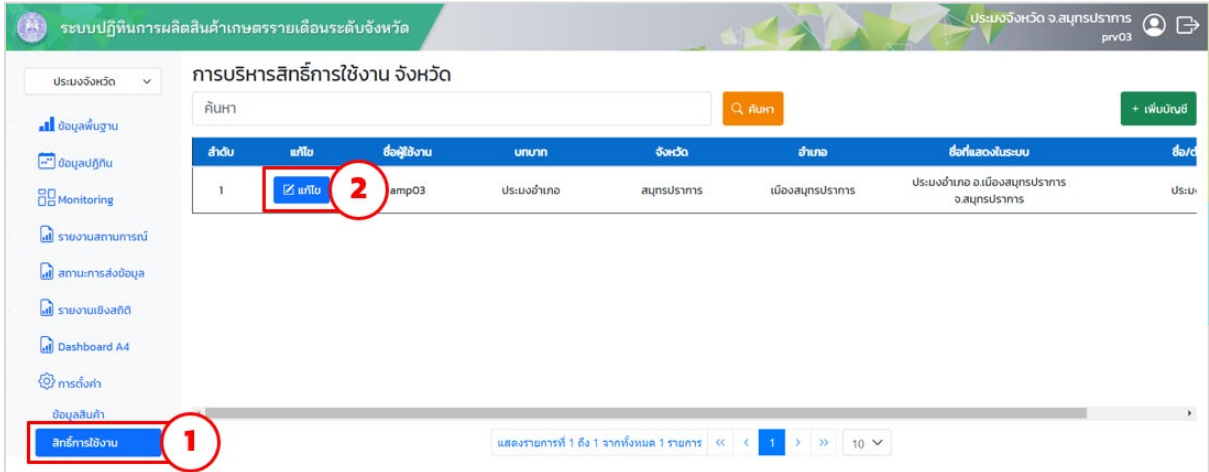 ระบบปฏิทินการผลิตสินค้าเกษตรรายเดือนระดับจังหวัด
ประมงจังหวัด จ.สมุทรปราการ
prv03
ประมงจังหวัด
การบริหารสิทธิ์การใช้งาน จังหวัด
ค้นหา
ค้นหา
+ เพิ่มบัญชี
ข้อมูลพื้นฐาน
ข้อมูลปฏิทิน
Monitoring
รายงานสถานการณ์
สถานะการส่งข้อมูล
รายงานเชิงสถิติ
Dashboard A4
การตั้งค่า
ข้อมูลสินค้า
สิทธิ์การใช้งาน
1
ลำดับ แก้ไข ชื่อผู้ใช้งาน บทบาท จังหวัด อำเภอ ชื่อที่แสดงในระบบ ชื่อ/ต
1 แก้ไข 2 amp03 ประมงอำเภอ สมุทรปราการ เมืองสมุทรปราการ ประมงอำเภอ อ.เมืองสมุทรปราการ ประม
จ.สมุทรปราการ
แสดงรายการที่ 1 ถึง 1 จากทั้งหมด 1 รายการ « < 1 > » 10